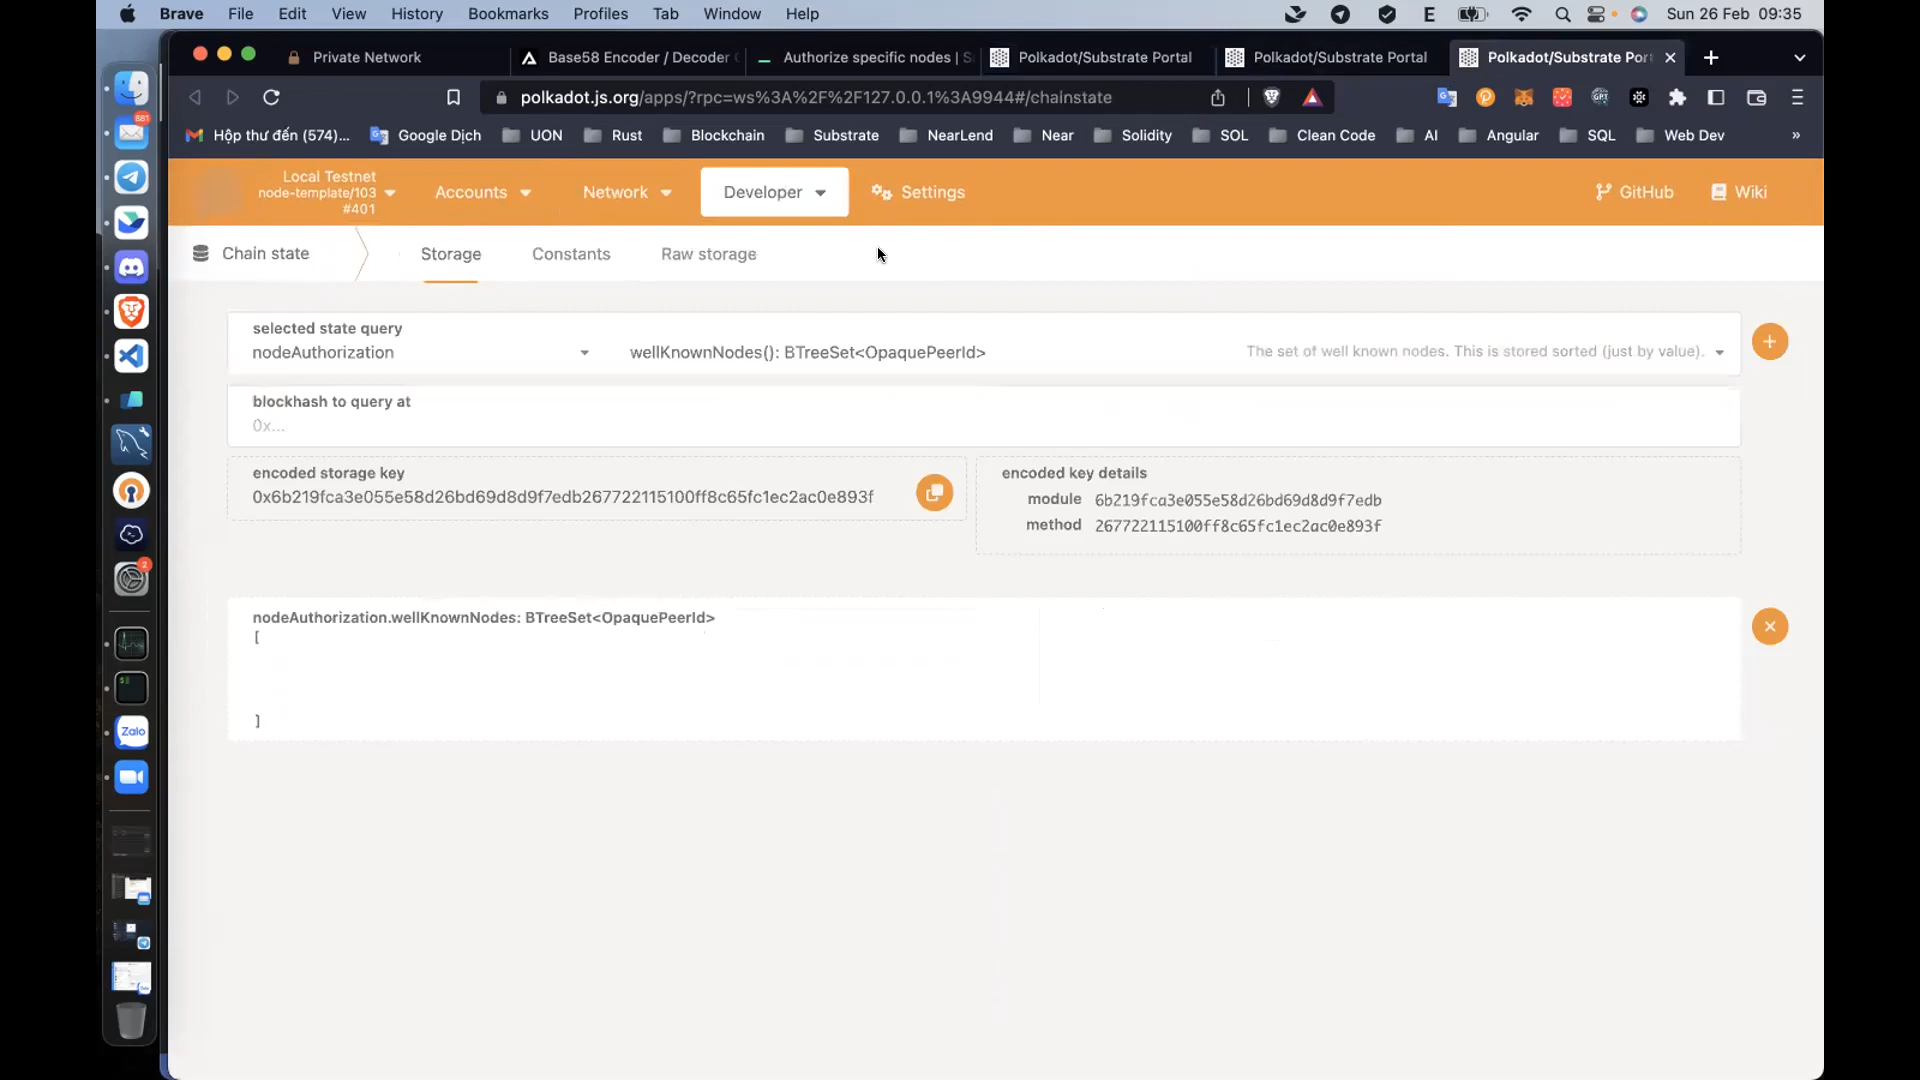 Brave File Edit View History Bookmarks Profiles Tab Window Help
E
Sun 26 Feb 09:35
Private Network
Base58 Encoder / Decoder
Authorize specific nodes | S
Polkadot/Substrate Portal
Polkadot/Substrate Portal
Polkadot/Substrate Por
polkadot.js.org/apps/?rpc=ws%3A%2F%2F127.0.0.1%3A9944#/chainstate
GPT
Hộp thư đến (574)... Google Dịch UON Rust Blockchain Substrate NearLend Near Solidity SOL Clean Code AI Angular SQL Web Dev »
881
Local Testnet
node-template/103
#401
Accounts Network Developer Settings GitHub Wiki
Chain state Storage Constants Raw storage
selected state query
nodeAuthorization
wellKnownNodes(): BTreeSet<OpaquePeerId>
The set of well known nodes. This is stored sorted (just by value).
blockhash to query at
0x...
encoded storage key
0x6b219fca3e055e58d26bd69d8d9f7edb267722115100ff8c65fc1ec2ac0e893f
encoded key details
module 6b219fca3e055e58d26bd69d8d9f7edb
method 267722115100ff8c65fc1ec2ac0e893f
2
nodeAuthorization.wellKnownNodes: BTreeSet<OpaquePeerId>
[
]
Zalo